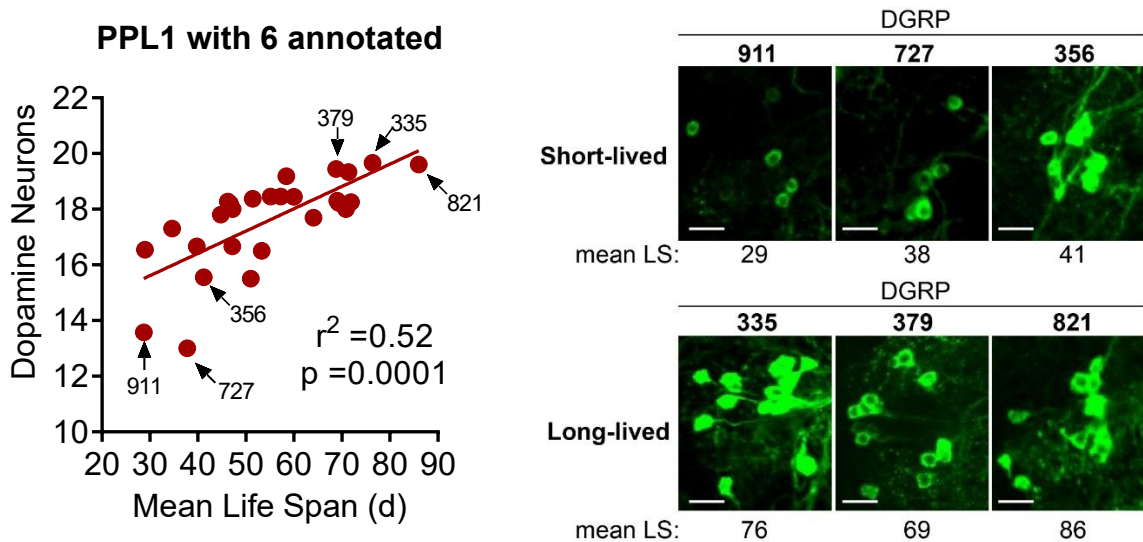 PPL1 with 6 annotated
Dopamine Neurons
22
20
18
16
14
12
10
20 30 40 50 60 70 80 90
Mean Life Span (d)
379
335
821
356
911
727
r2 =0.52
p =0.0001
DGRP
911 727 356
Short-lived
mean LS: 29 38 41
DGRP
335 379 821
Long-lived
mean LS: 76 69 86